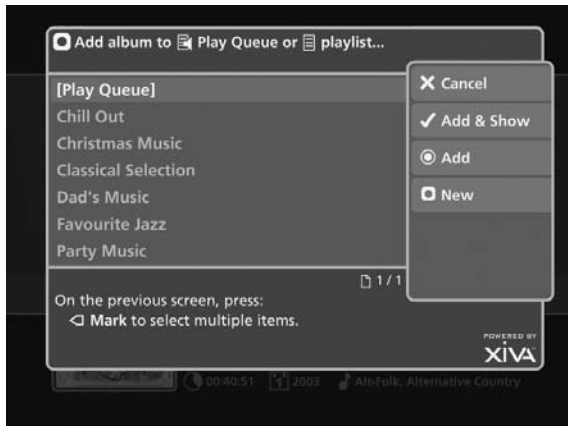 Add album to Play Queue or playlist...
[Play Queue]
Chill Out
Christmas Music
Classical Selection
Dad's Music
Favourite Jazz
Party Music
Cancel
Add & Show
Add
New
1/1
On the previous screen, press:
Mark to select multiple items.
POWERED BY
XiVA
00:40:51 1 2003 Alt-Folk, Alternative Country